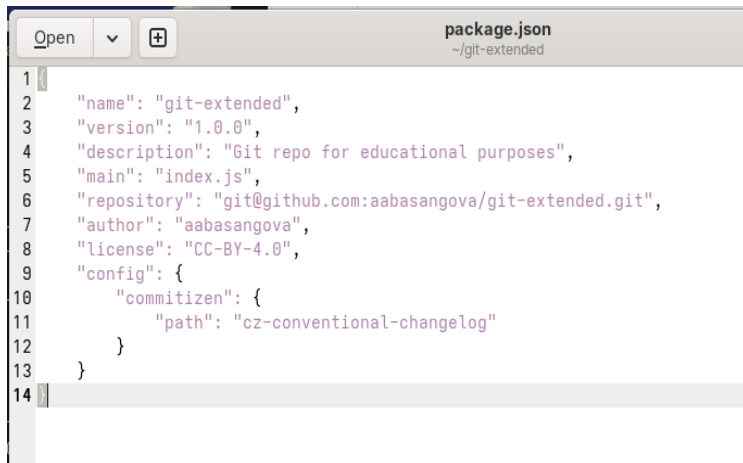 Open
package.json
~/git-extended
1 {
2     "name": "git-extended",
3     "version": "1.0.0",
4     "description": "Git repo for educational purposes",
5     "main": "index.js",
6     "repository": "git@github.com:aabasangova/git-extended.git",
7     "author": "aabasangova",
8     "license": "CC-BY-4.0",
9     "config": {
10         "commitizen": {
11             "path": "cz-conventional-changelog"
12         }
13     }
14 }